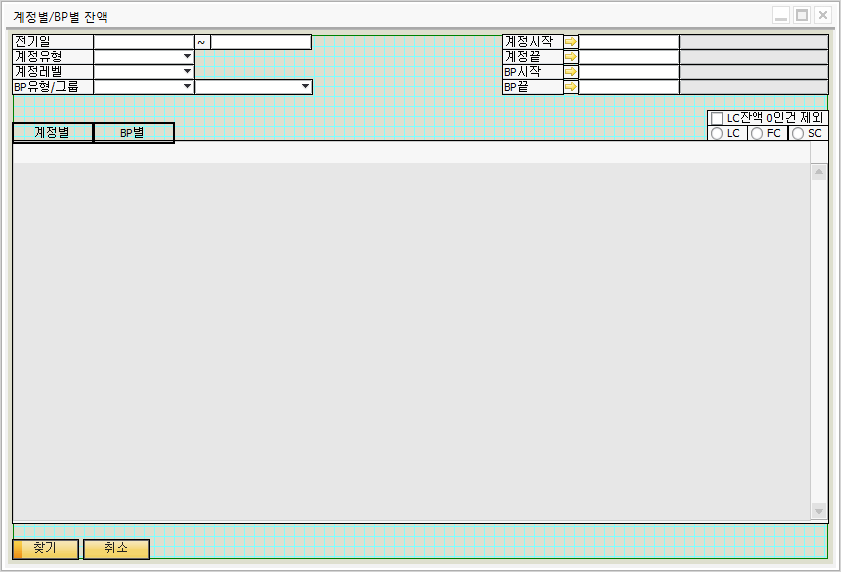 계정별/BP별 잔액
전기일 ~ 계정시작
계정유형 계정끝
계정레벨 BP시작
BP유형/그룹 BP끝
LC잔액 0인건 제외
계정별 BP별 LC FC SC
찾기 취소